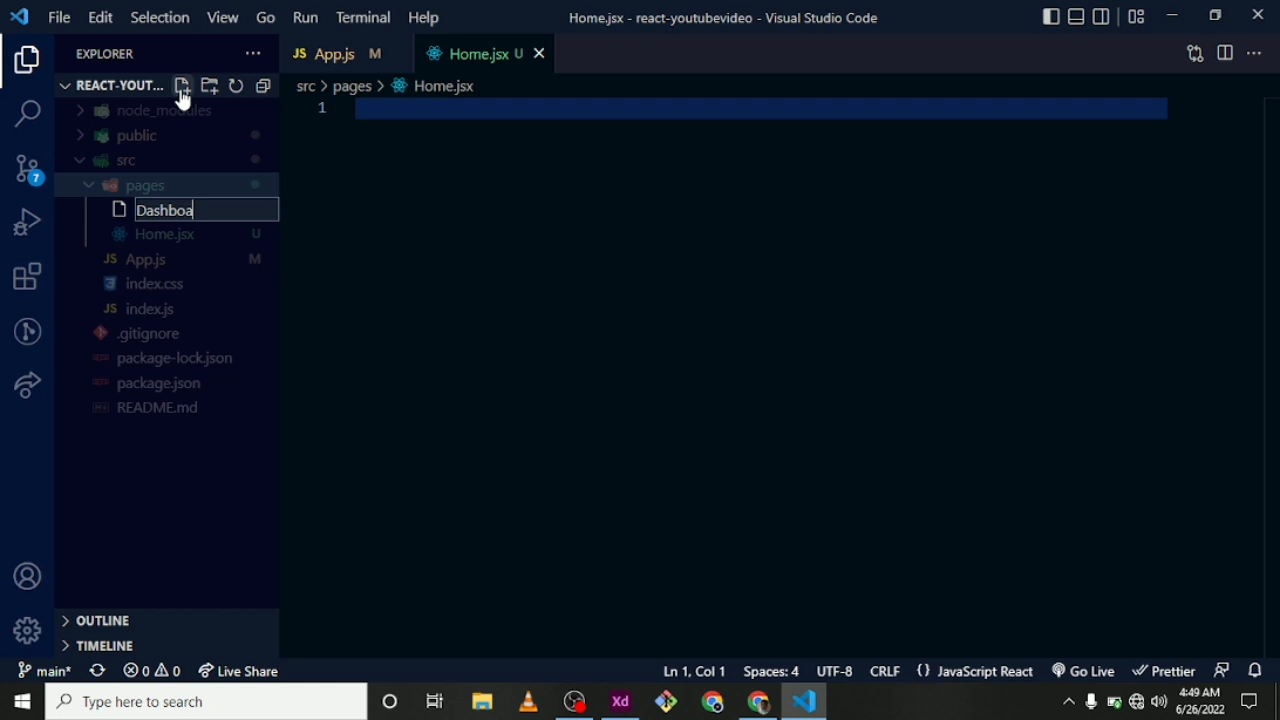 File Edit Selection View Go Run Terminal Help
Home.jsx - react-youtubevideo - Visual Studio Code
EXPLORER
JS App.js M
Home.jsx U
REACT-YOUT...
src > pages > Home.jsx
1
node_modules
public
src
pages
Dashboa
Home.jsx U
JS App.js M
index.css
JS index.js
.gitignore
package-lock.json
package.json
README.md
7
OUTLINE
TIMELINE
main* 0 0 Live Share
Ln 1, Col 1 Spaces: 4 UTF-8 CRLF {} JavaScript React Go Live Prettier
Type here to search
Xd
4:49 AM
6/26/2022